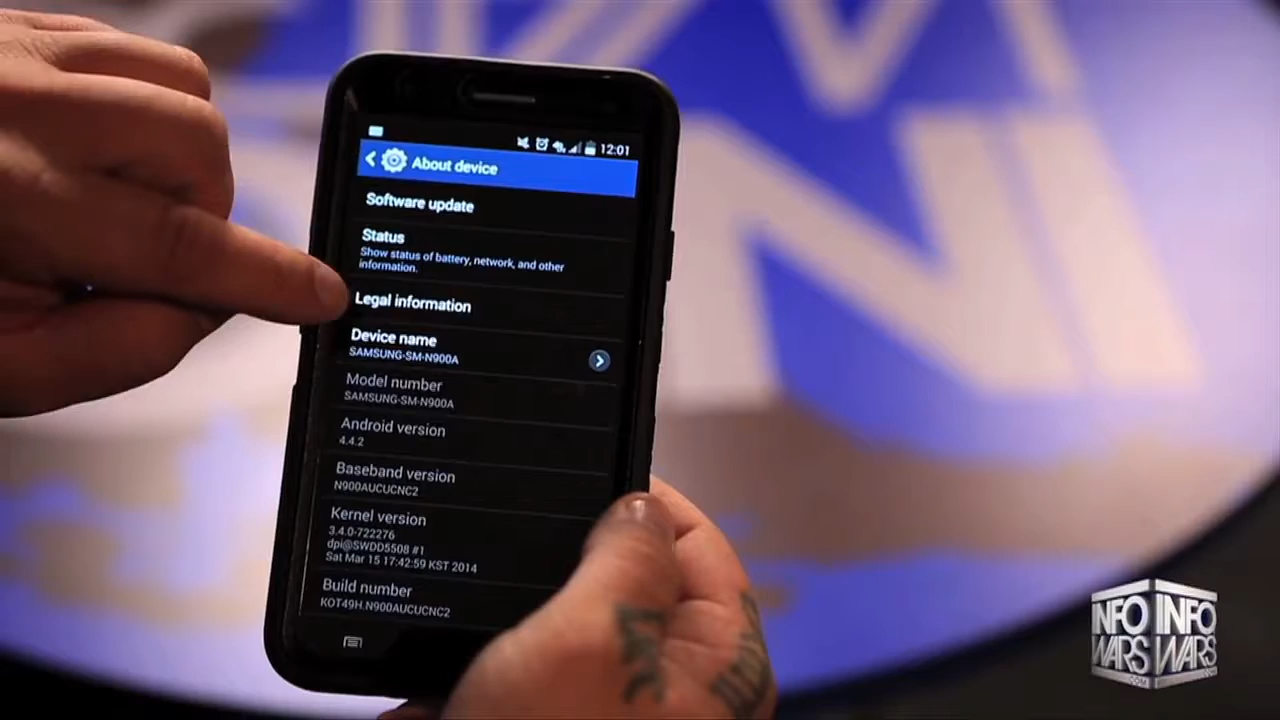 12:01
About device
Software update
Status
Show status of battery, network, and other
information.
Legal information
Device name
SAMSUNG-SM-N900A
Model number
SAMSUNG-SM-N900A
Android version
4.4.2
Baseband version
N900AUCUCNC2
Kernel version
3.4.0-722276
dpi@SWDD5508 #1
Sat Mar 15 17:42:59 KST 2014
Build number
KOT49H.N900AUCUCNC2
INFO INFO
WARS WARS
.COM